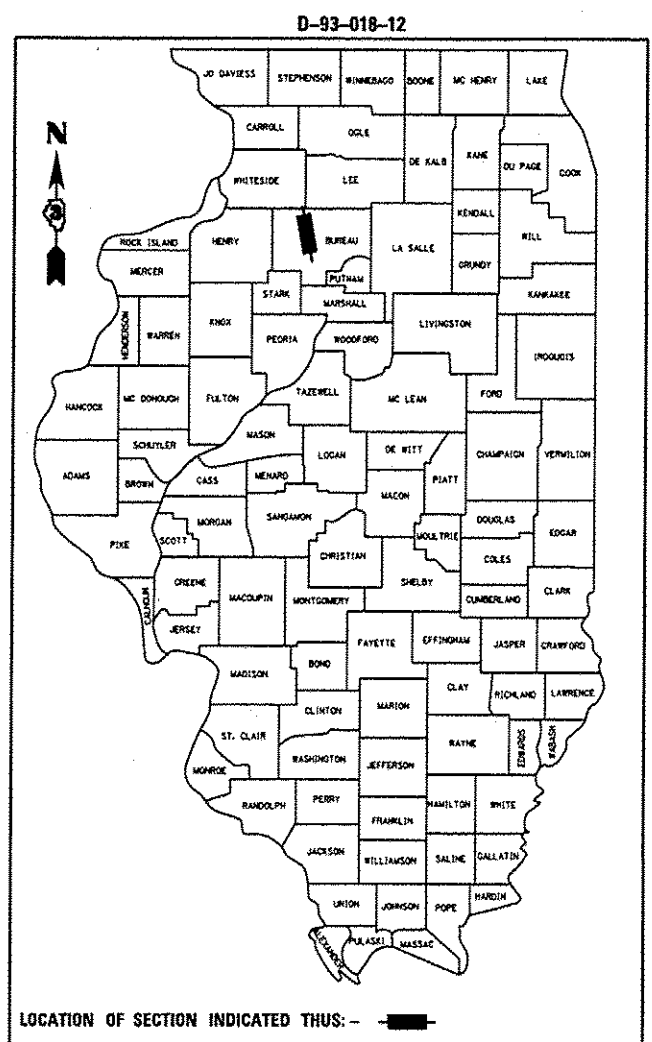 D-93-018-12
JO DAVIESS STEPHENSON WINNEBAGO BOONE MC HENRY LAKE
N
CARROLL OGLE
DE KALB KANE DU PAGE COOK
WHITESIDE LEE
KENDALL WILL
ROCK ISLAND HENRY BUREAU LA SALLE
MERCER PUTNAM GRUNDY
STARK MARSHALL KANKAKEE
HENDERSON WARREN KNOX PEORIA WOODFORD LIVINGSTON IROQUOIS
HANCOCK MC DONOUGH FULTON TAZEWELL MC LEAN FORD
SCHUYLER MASON LOGAN DE WITT CHAMPAIGN VERMILION
ADAMS BROWN CASS MENARD MACON PIATT
MORGAN SANGAMON DOUGLAS
PIKE SCOTT CHRISTIAN MOULTRIE COLES EDGAR
GREENE MACOUPIN MONTGOMERY SHELBY CUMBERLAND CLARK
CALHOUN JERSEY
FAYETTE EFFINGHAM JASPER CRAWFORD
MADISON BOND
CLAY RICHLAND LAWRENCE
CLINTON MARION
ST. CLAIR WAYNE EDWARDS WABASH
WASHINGTON JEFFERSON
MONROE
RANDOLPH PERRY HAMILTON WHITE
FRANKLIN
JACKSON WILLIAMSON SALINE GALLATIN
UNION JOHNSON POPE HARDIN
ALEXANDER PULASKI MASSAC
LOCATION OF SECTION INDICATED THUS: -